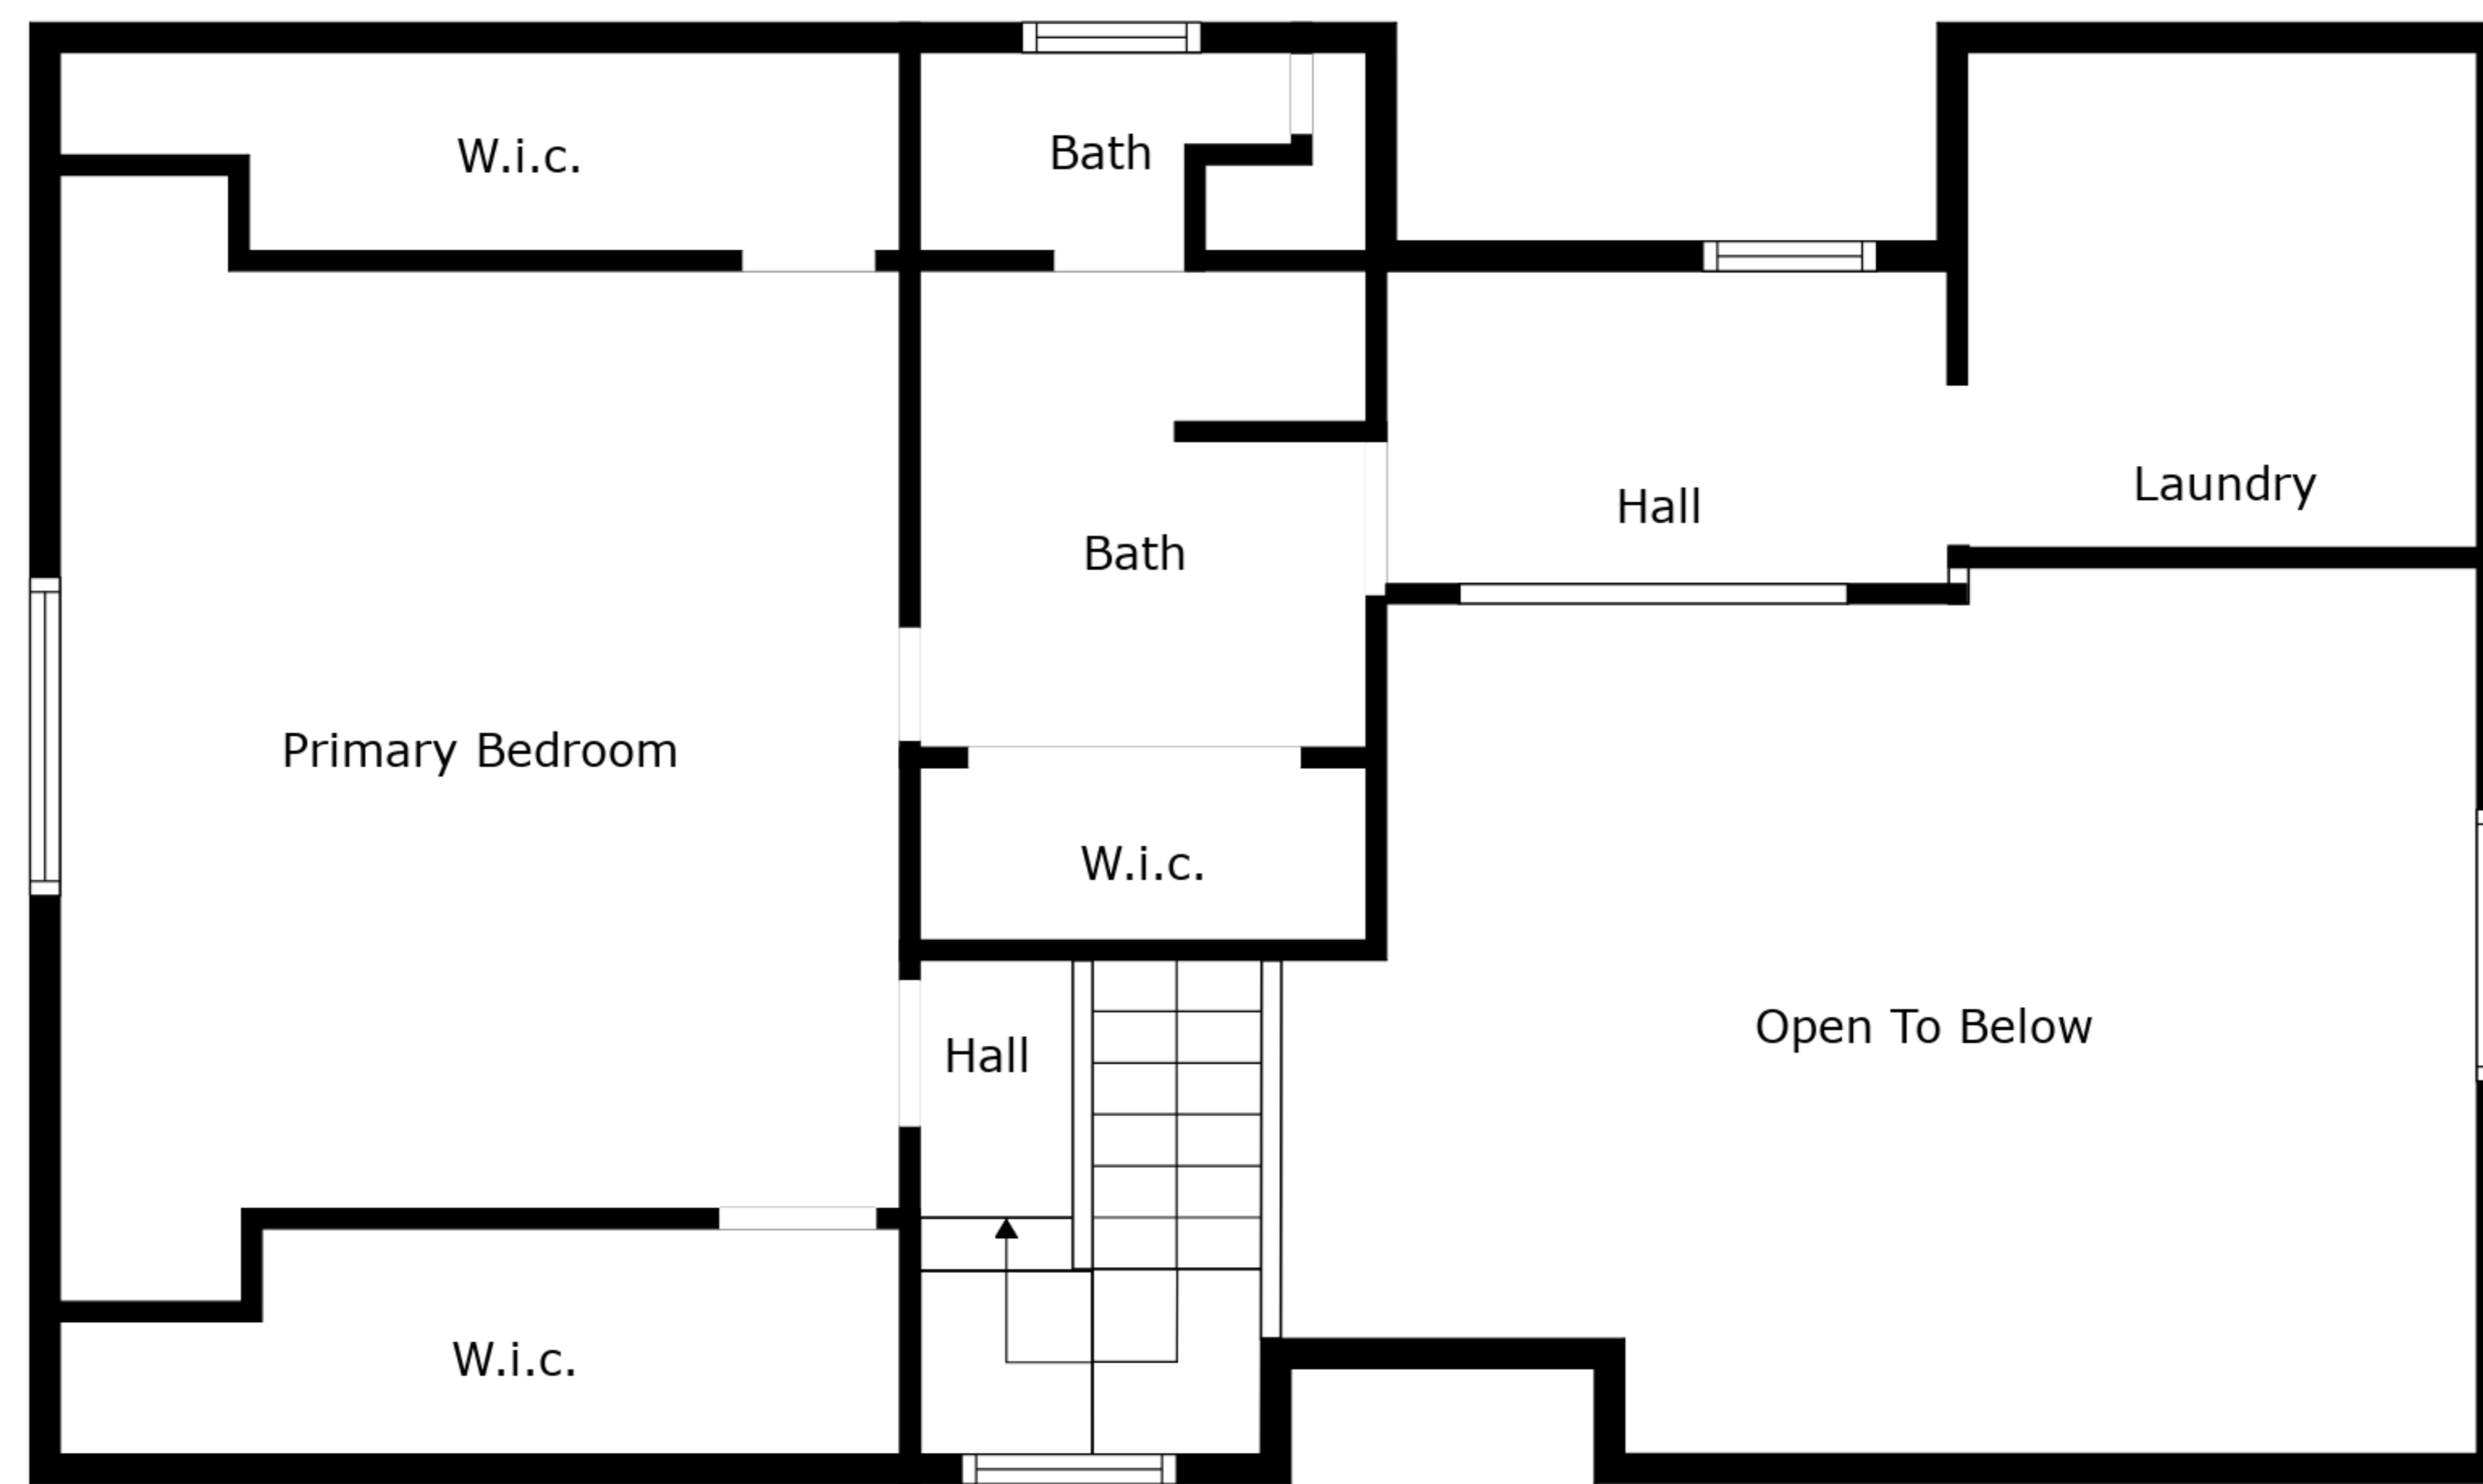 W.i.c.
Bath
Hall
Laundry
Bath
Primary Bedroom
W.i.c.
Hall
Open To Below
W.i.c.